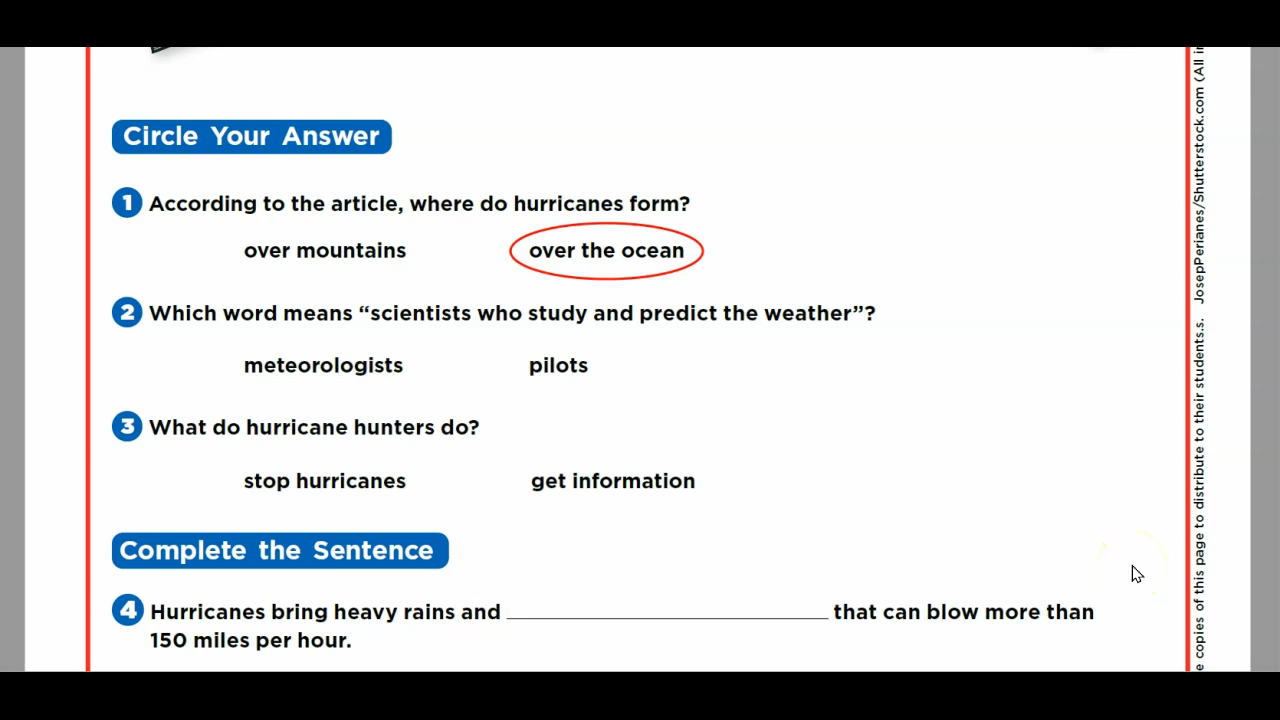 Circle Your Answer
1 According to the article, where do hurricanes form?
over mountains over the ocean
2 Which word means “scientists who study and predict the weather”?
meteorologists pilots
3 What do hurricane hunters do?
stop hurricanes get information
Complete the Sentence
4 Hurricanes bring heavy rains and ____________________ that can blow more than
150 miles per hour.
e copies of this page to distribute to their students.s. JosepPerianes/Shutterstock.com (All